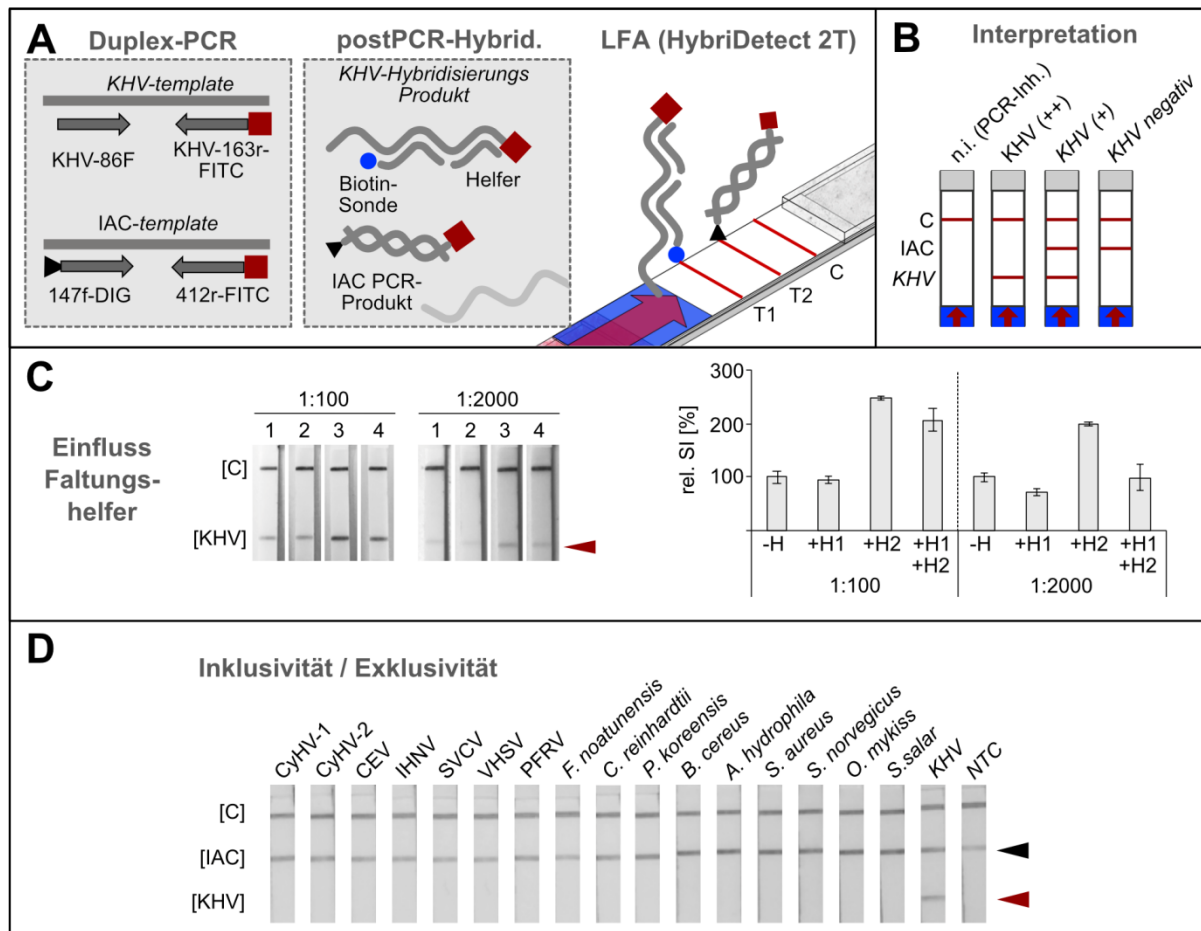 A
Duplex-PCR
KHV-template
KHV-86F
KHV-163r-
FITC
IAC-template
147f-DIG
412r-FITC
postPCR-Hybrid.
KHV-Hybridisierungs
Produkt
Biotin-
Sonde
Helfer
IAC PCR-
Produkt
LFA (HybriDetect 2T)
T1
T2
C
B
Interpretation
n.i. (PCR-Inh.)
KHV (++)
KHV (+)
KHV negativ
C
IAC
KHV
C
Einfluss
Faltungs-
helfer
1:100
1:2000
1 2 3 4
1 2 3 4
[C]
[KHV]
rel. SI [%]
300
200
100
0
-H
+H1
+H2
+H1
+H2
-H
+H1
+H2
+H1
+H2
1:100
1:2000
D
Inklusivität / Exklusivität
CyHV-1
CyHV-2
CEV
IHNV
SVCV
VHSV
PFRV
F. noatunensis
C. reinhardtii
P. koreensis
B. cereus
A. hydrophila
S. aureus
S. norvegicus
O. mykiss
S.salar
KHV
NTC
[C]
[IAC]
[KHV]